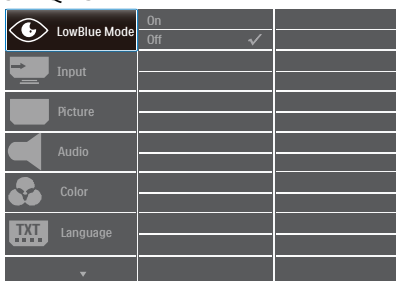 LowBlue Mode
On
Off ✓
Input
Picture
Audio
Color
TXT
Language